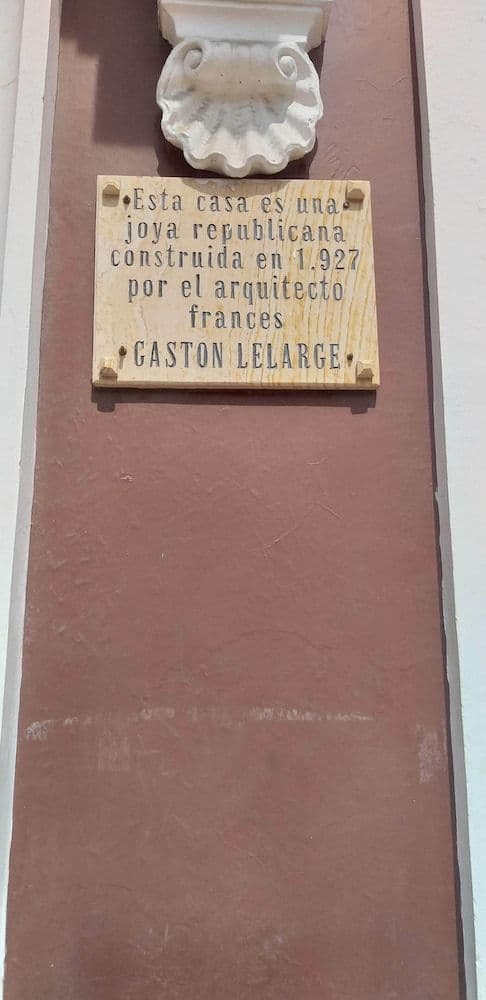 Esta casa es una
joya republicana
construida en 1.927
por el arquitecto
frances
GASTON LELARGE